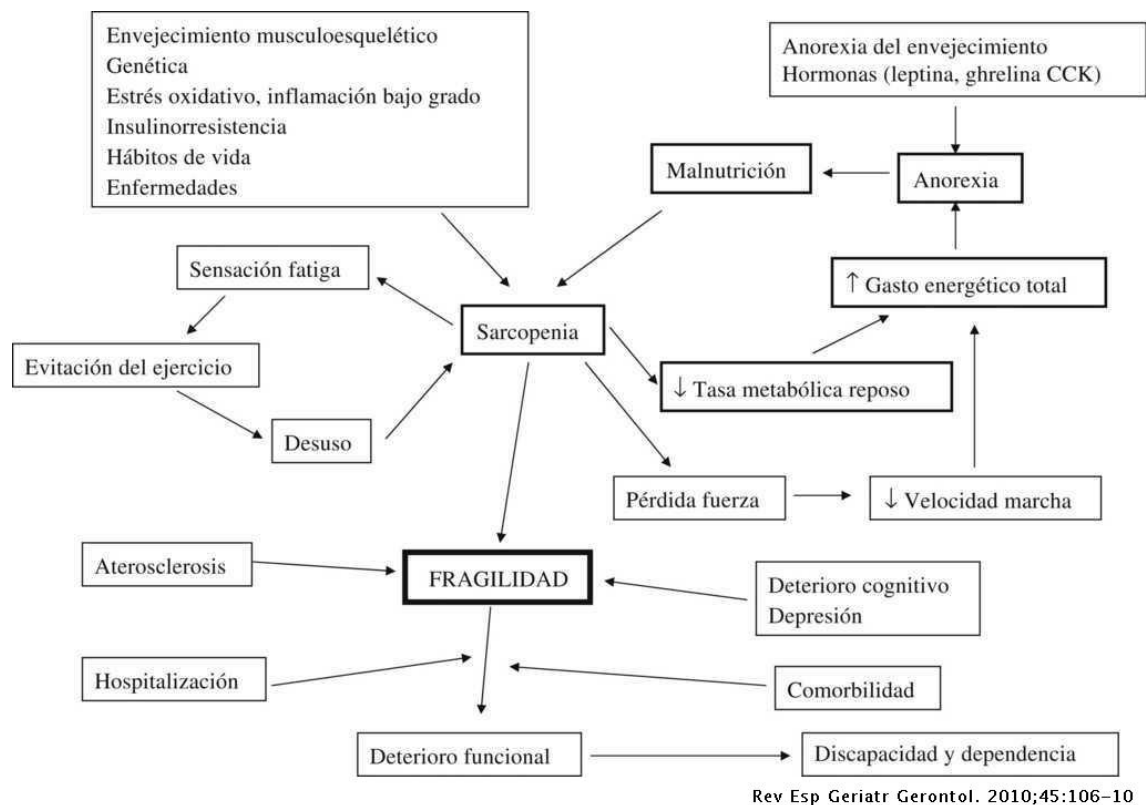 Envejecimiento musculoesquelético
Genética
Estrés oxidativo, inflamación bajo grado
Insulinorresistencia
Hábitos de vida
Enfermedades
Anorexia del envejecimiento
Hormonas (leptina, ghrelina CCK)
Malnutrición
Anorexia
Sensación fatiga
↑ Gasto energético total
Sarcopenia
Evitación del ejercicio
↓ Tasa metabólica reposo
Desuso
Pérdida fuerza
↓ Velocidad marcha
Aterosclerosis
FRAGILIDAD
Deterioro cognitivo
Depresión
Hospitalización
Comorbilidad
Deterioro funcional
Discapacidad y dependencia
Rev Esp Geriatr Gerontol. 2010;45:106–10